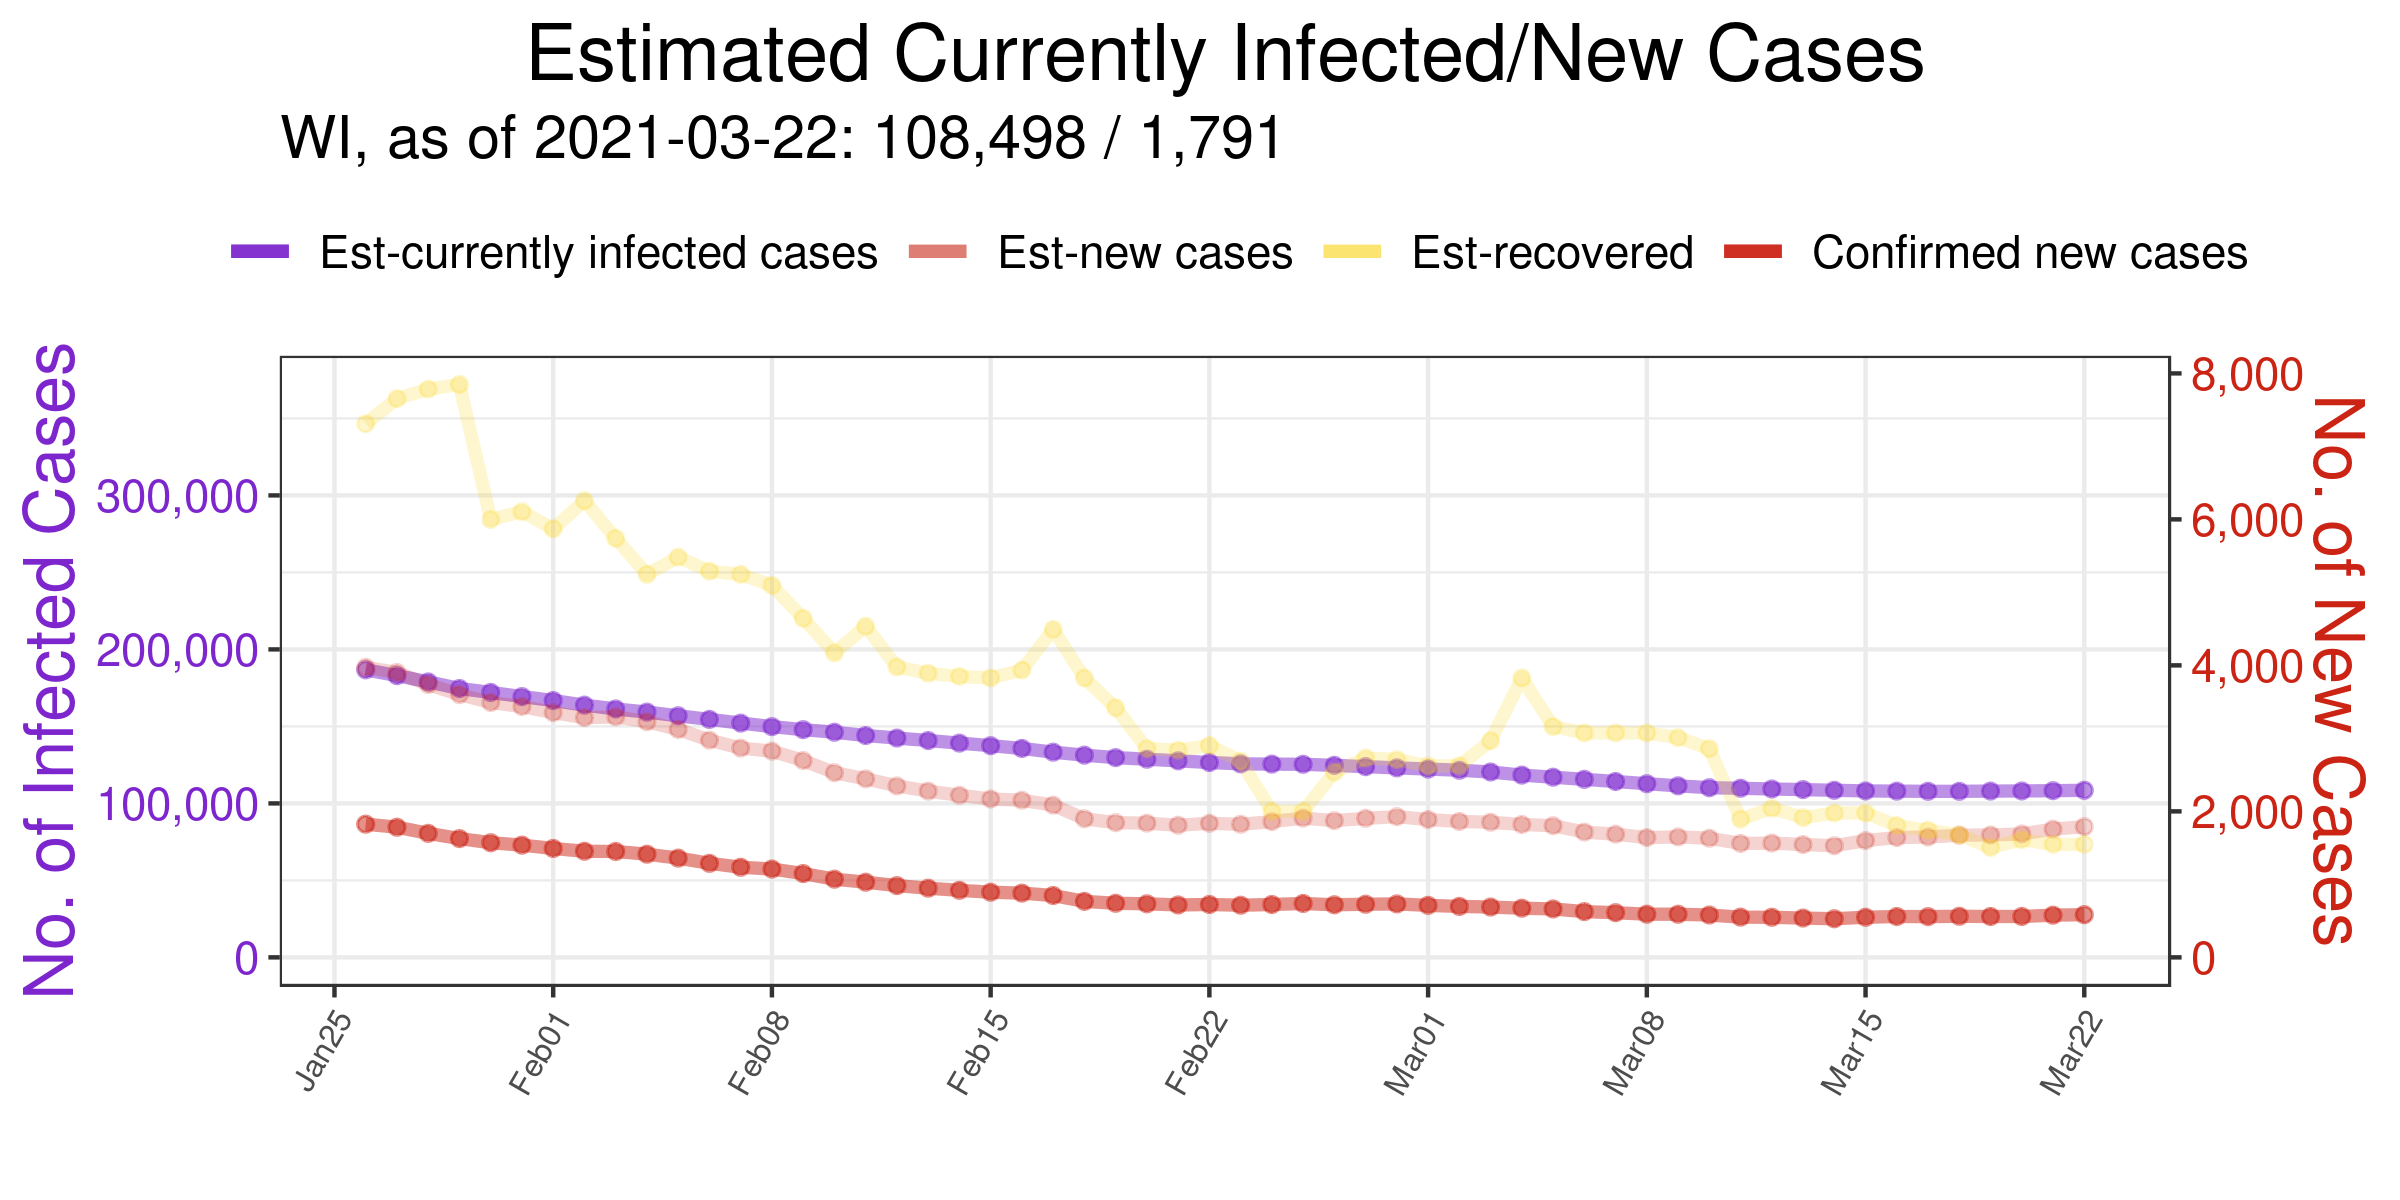 Estimated Currently Infected/New Cases
WI, as of 2021-03-22: 108,498 / 1,791
Est-currently infected cases Est-new cases Est-recovered Confirmed new cases
No. of Infected Cases
300,000
200,000
100,000
0
8,000
6,000
4,000
2,000
0
No. of New Cases
Jan25 Feb01 Feb08 Feb15 Feb22 Mar01 Mar08 Mar15 Mar22